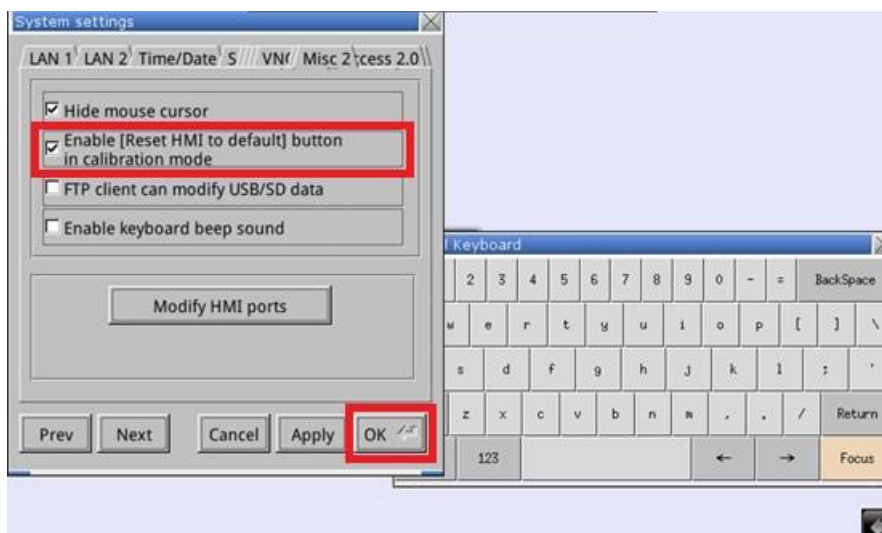 System settings
LAN 1 LAN 2 Time/Date S VNC Misc 2 cess 2.0
Hide mouse cursor
Enable [Reset HMI to default] button
in calibration mode
FTP client can modify USB/SD data
Enable keyboard beep sound
Modify HMI ports
Prev Next Cancel Apply OK
Keyboard
2 3 4 5 6 7 8 9 0 - = BackSpace
w e r t y u i o p [ ] \
s d f g h j k l ; '
z x c v b n m , . / Return
123 ← → Focus